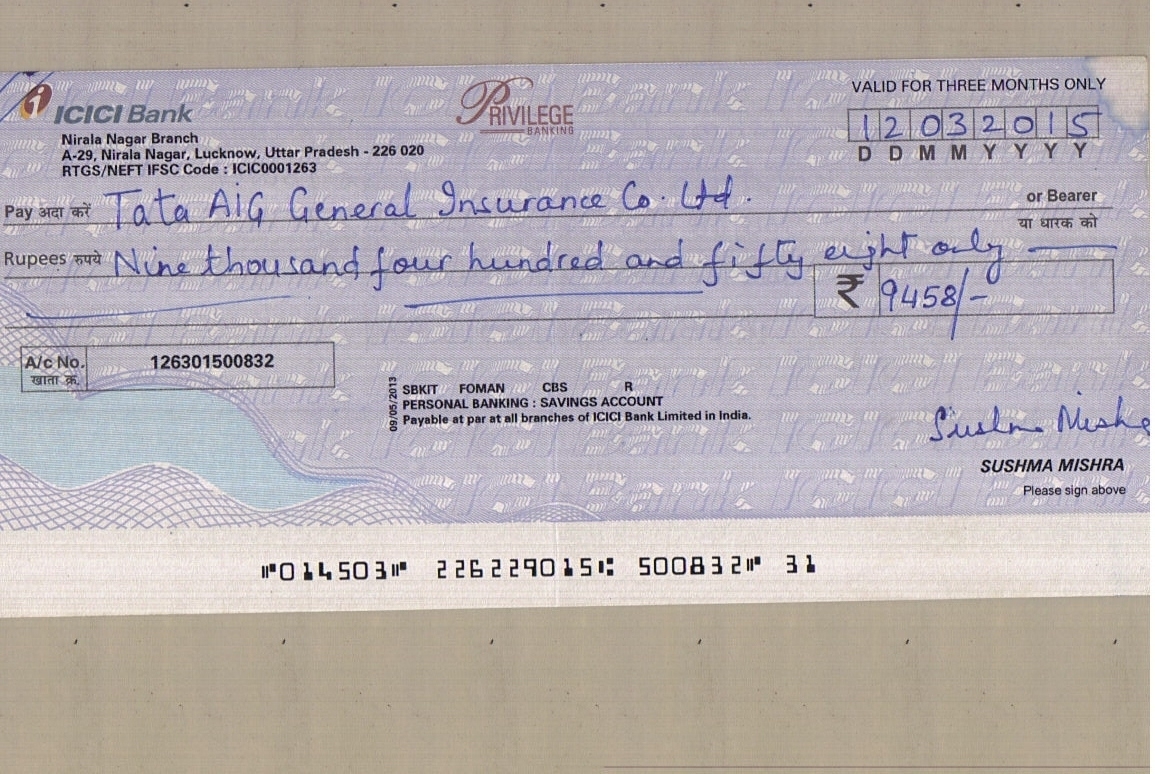 ICICI Bank
PRIVILEGE
BANKING
VALID FOR THREE MONTHS ONLY
Nirala Nagar Branch
A-29, Nirala Nagar, Lucknow, Uttar Pradesh - 226 020
RTGS/NEFT IFSC Code : ICIC0001263
1 2 0 3 2 0 1 5
D D M M Y Y Y Y
Pay अदा करें Tata AIG General Insurance Co. Ltd. or Bearer
या धारक को
Rupees रुपये Nine thousand four hundred and fifty eight only
₹ 9458/-
A/c No. 126301500832
खाता क्र.
09/05/2013
SBKIT FOMAN CBS R
PERSONAL BANKING : SAVINGS ACCOUNT
Payable at par at all branches of ICICI Bank Limited in India.
Sushma Mishra
SUSHMA MISHRA
Please sign above
⑈014503⑈ 226229015⑆ 500832⑈ 31